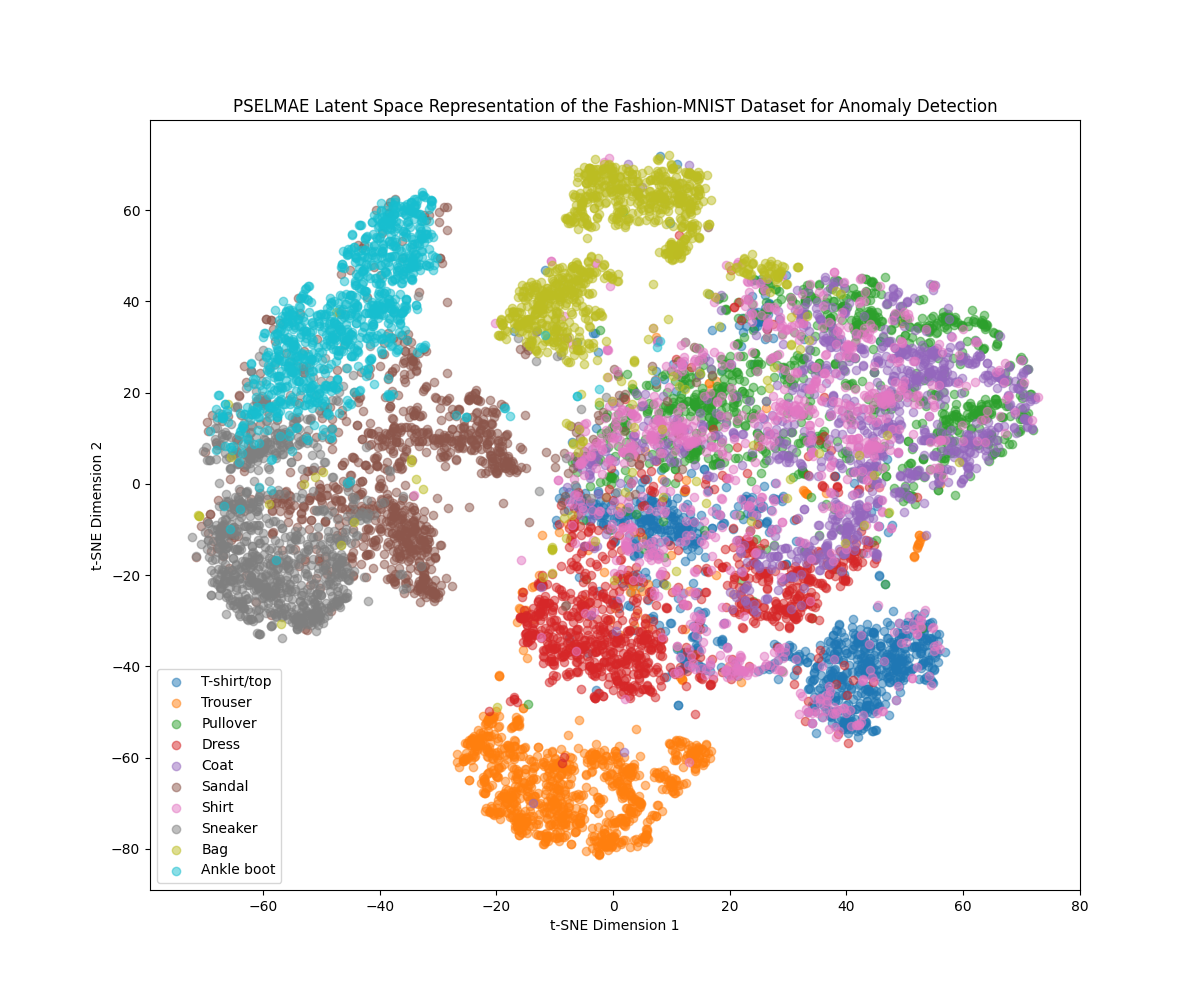 PSELMAE Latent Space Representation of the Fashion-MNIST Dataset for Anomaly Detection
60
40
20
0
−20
−40
−60
−80
t-SNE Dimension 2
T-shirt/top
Trouser
Pullover
Dress
Coat
Sandal
Shirt
Sneaker
Bag
Ankle boot
−60 −40 −20 0 20 40 60 80
t-SNE Dimension 1